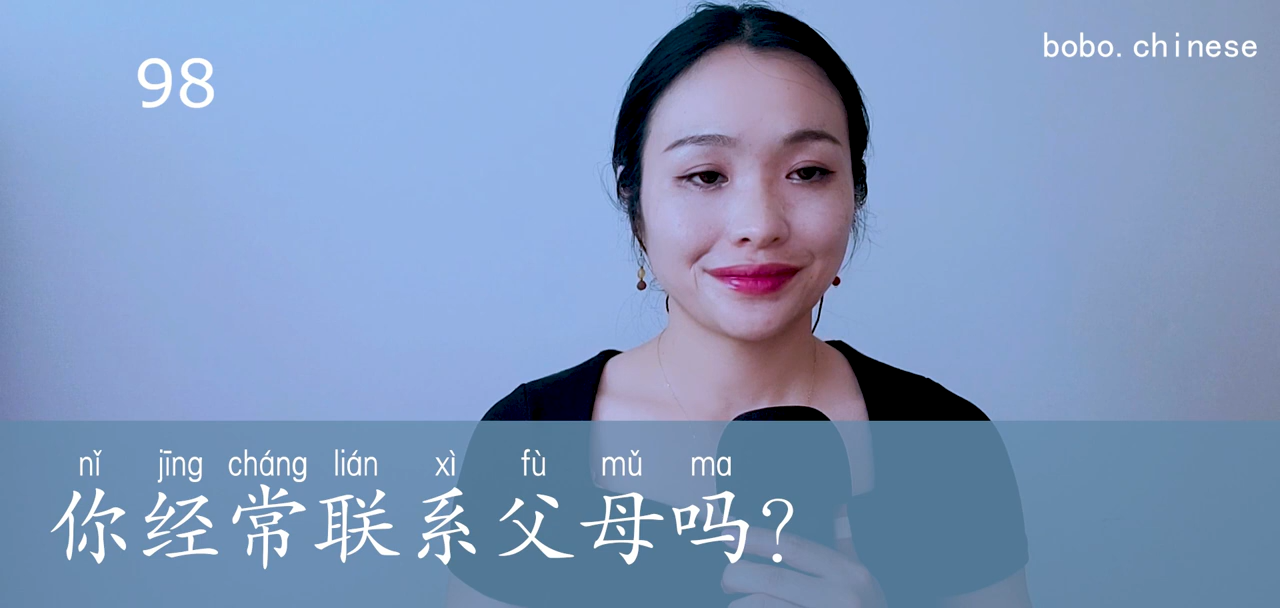 98
bobo.chinese
nǐ jīng cháng lián xì fù mǔ ma
你经常联系父母吗?